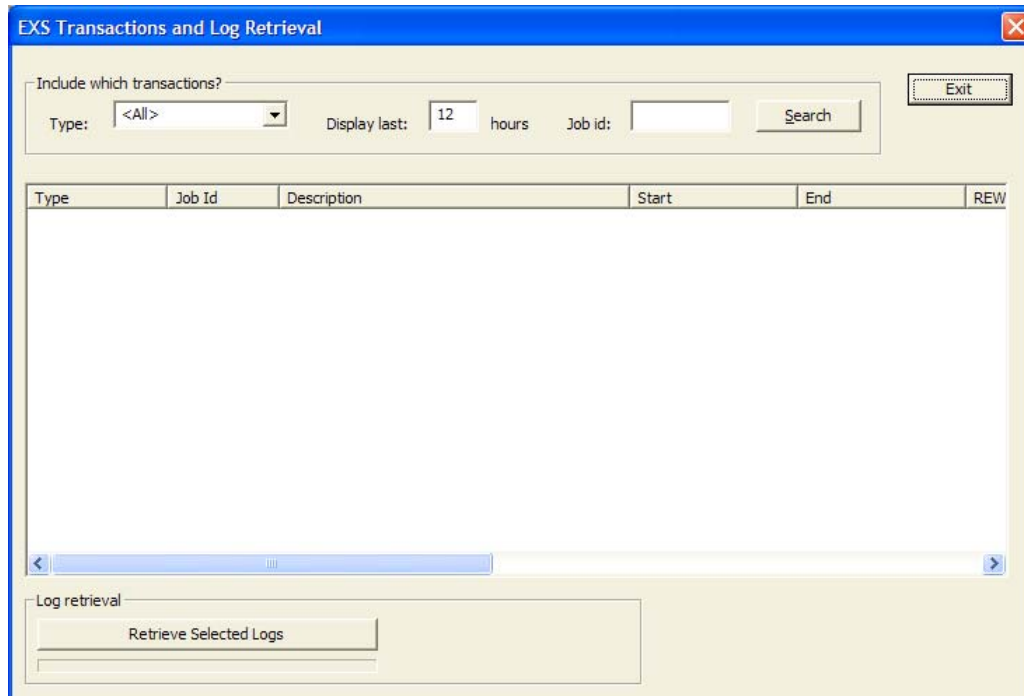 EXS Transactions and Log Retrieval
Include which transactions?
Exit
Type: <All> Display last: 12 hours Job id: Search
Type Job Id Description Start End REW
Log retrieval
Retrieve Selected Logs